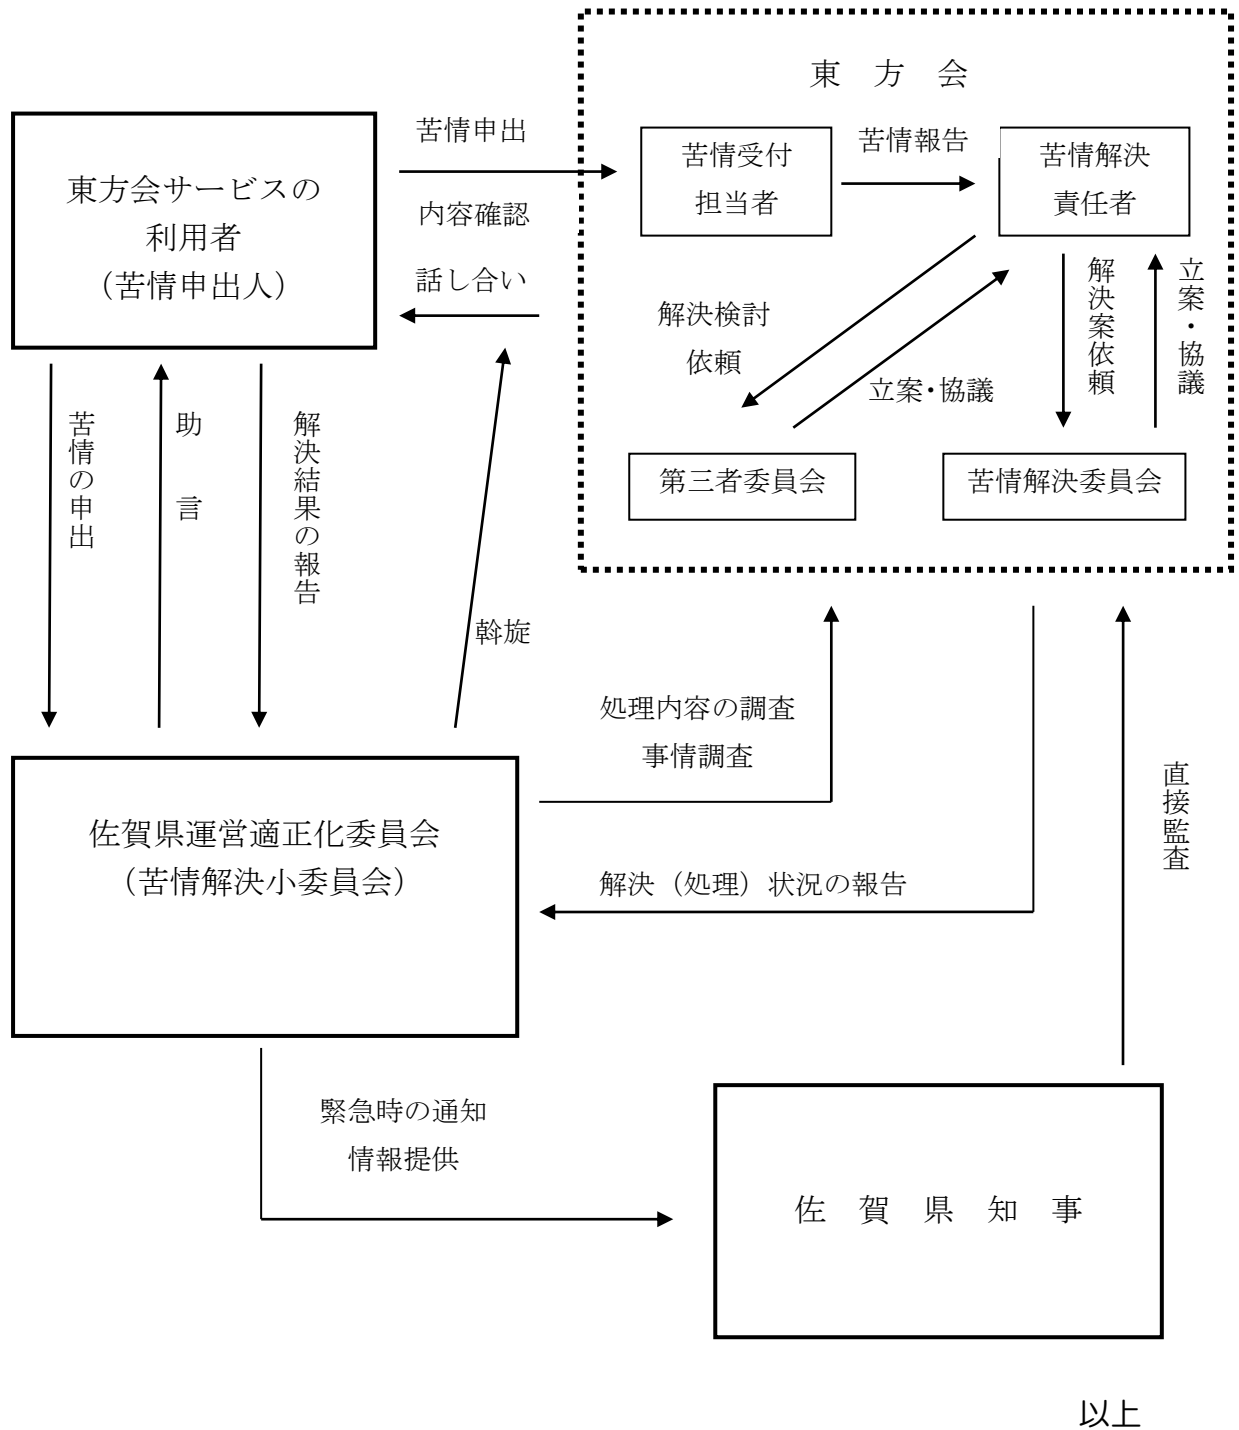 東　方　会
苦情申出
苦情受付
担当者
苦情報告
苦情解決
責任者
東方会サービスの
利用者
（苦情申出人）
内容確認
話し合い
解決検討
依頼
立案・協議
解決案依頼
立案・協議
第三者委員会
苦情解決委員会
苦情の申出
助　言
解決結果の報告
斡旋
処理内容の調査
事情調査
直接監査
佐賀県運営適正化委員会
（苦情解決小委員会）
解決（処理）状況の報告
緊急時の通知
情報提供
佐　賀　県　知　事
以上